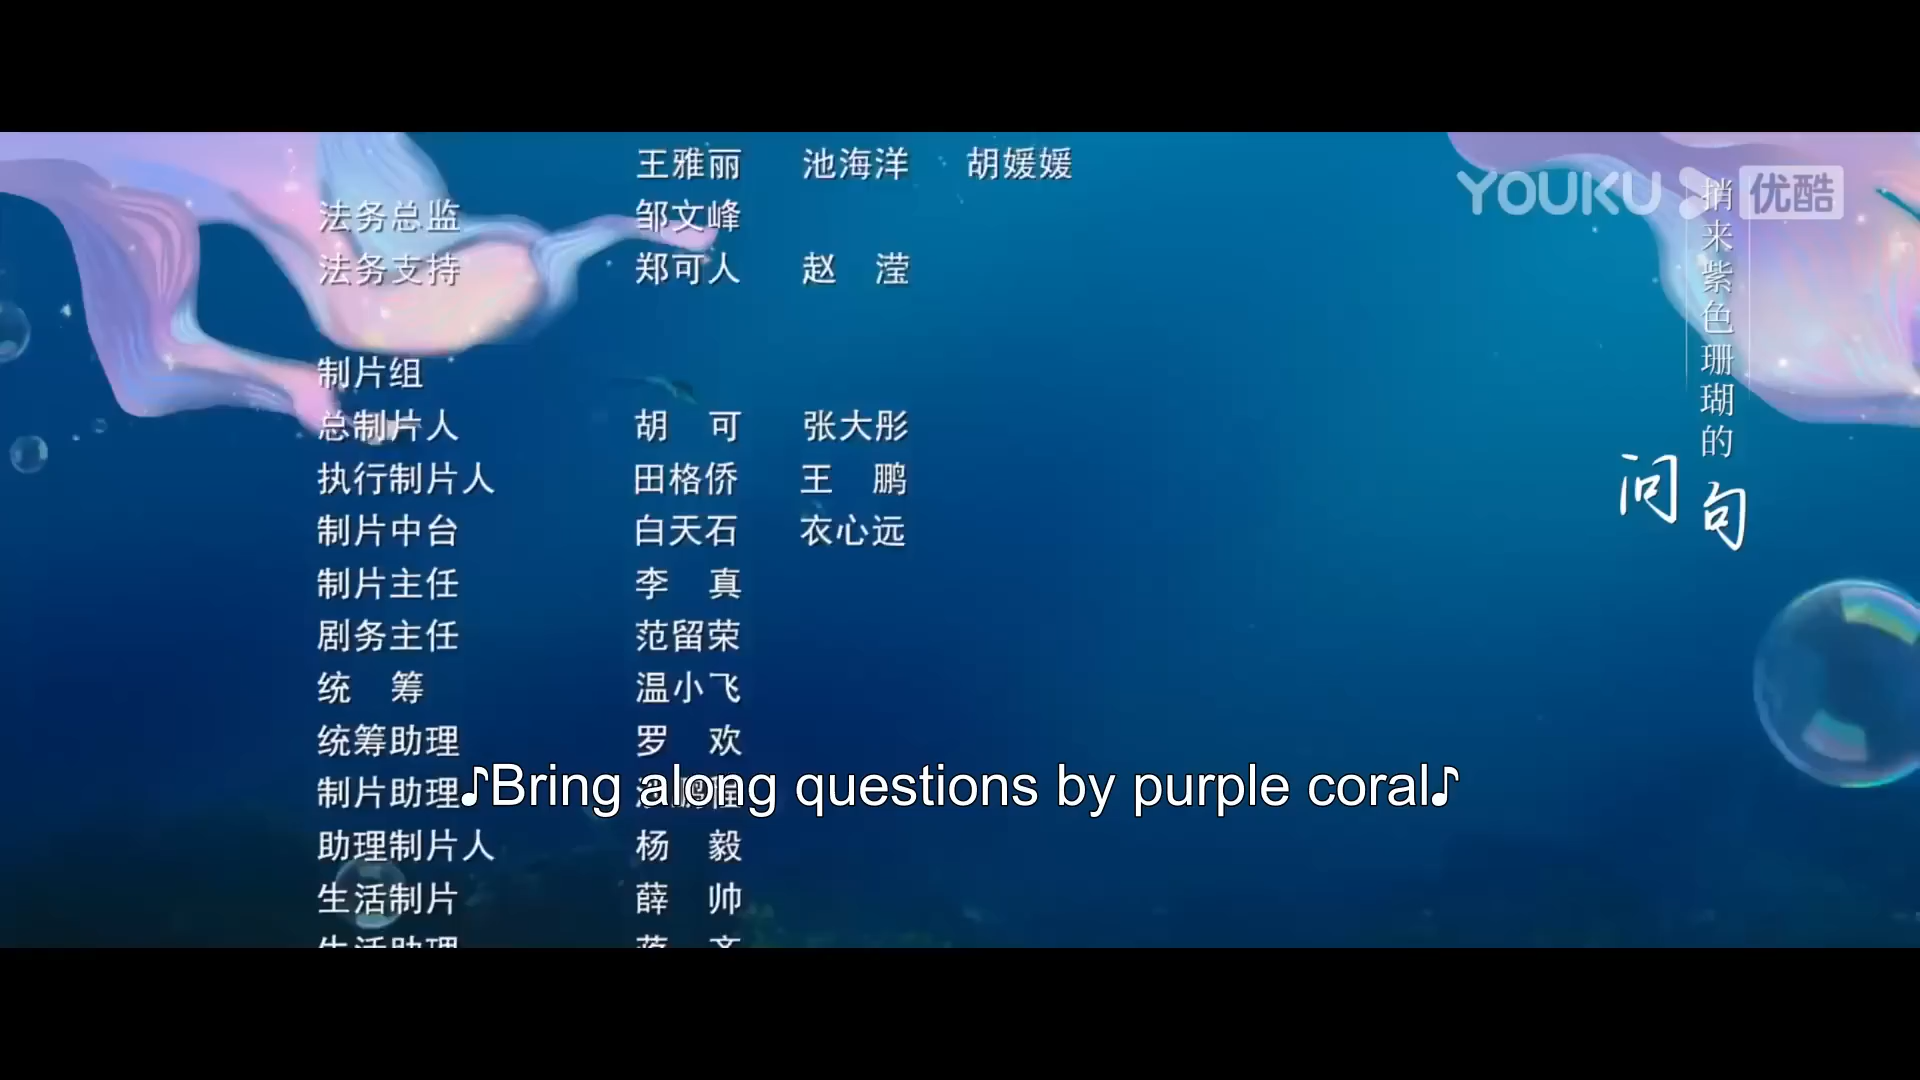 王雅丽 池海洋 胡媛媛
法务总监 邹文峰
法务支持 郑可人 赵 滢
制片组
总制片人 胡 可 张大彤
执行制片人 田格侨 王 鹏
制片中台 白天石 衣心远
制片主任 李 真
剧务主任 范留荣
统 筹 温小飞
统筹助理 罗 欢
制片助理
助理制片人 杨 毅
生活制片 薛 帅
生活助理
♪Bring along questions by purple coral♪
YOUKU 优酷
捎来紫色珊瑚的
问句